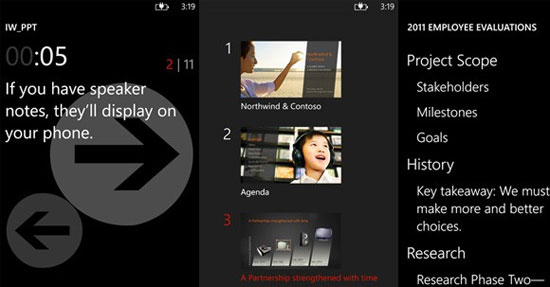 3:19
IW_PPT
00:05
2 | 11
If you have speaker
notes, they'll display on
your phone.
3:19
1
Northwind &
Contoso
Northwind & Contoso
2
Agenda
3
A Partnership strengthened with time
A Partnership strengthened with time
3:19
2011 EMPLOYEE EVALUATIONS
Project Scope
Stakeholders
Milestones
Goals
History
Key takeaway: We must
make more and better
choices.
Research
Research Phase Two—